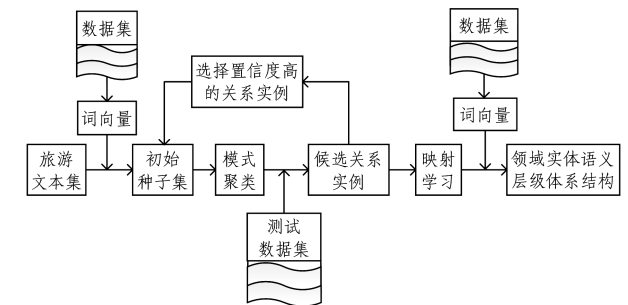 数据集
数据集
选择置信度高
的关系实例
词向量
词向量
旅游
文本集
初始
种子集
模式
聚类
候选关系
实例
映射
学习
领域实体语义
层级体系结构
测试
数据集